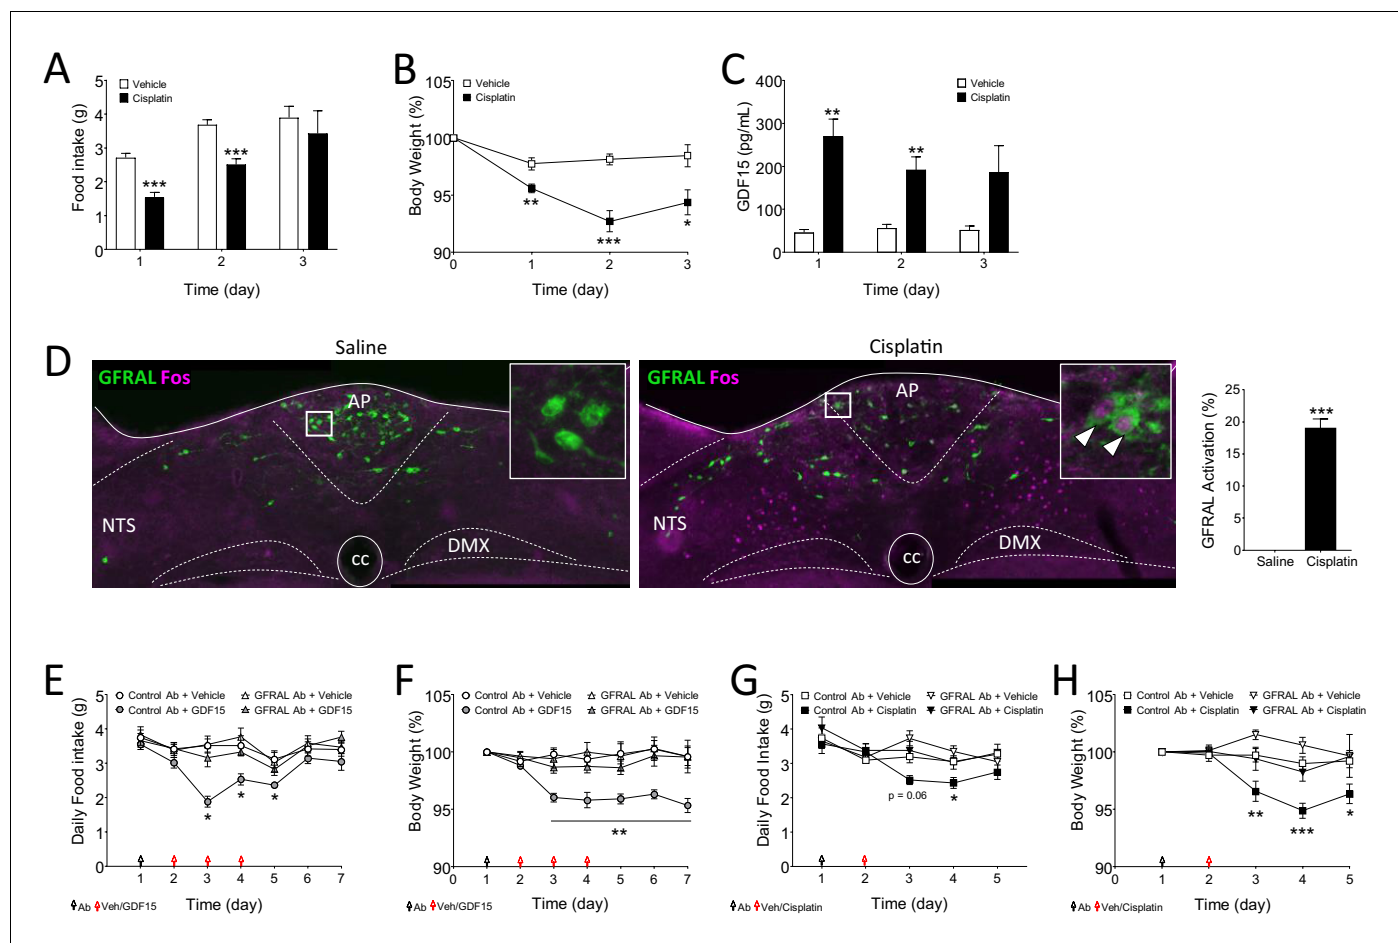 A
Food intake (g)
5
4
3
2
1
0
Vehicle
Cisplatin
***
***
1 2 3
Time (day)
B
Body Weight (%)
105
100
95
90
Vehicle
Cisplatin
**
***
*
0 1 2 3
Time (day)
C
GDF15 (pg/mL)
400
300
200
100
0
Vehicle
Cisplatin
**
**
1 2 3
Time (day)
D
Saline
GFRAL Fos
AP
NTS
DMX
cc
Cisplatin
GFRAL Fos
AP
NTS
DMX
cc
GFRAL Activation (%)
25
20
15
10
5
0
***
Saline Cisplatin
E
Control Ab + Vehicle GFRAL Ab + Vehicle
Control Ab + GDF15 GFRAL Ab + GDF15
Daily Food intake (g)
5
4
3
2
1
0
*
*
*
1 2 3 4 5 6 7
Ab Veh/GDF15 Time (day)
F
Control Ab + Vehicle GFRAL Ab + Vehicle
Control Ab + GDF15 GFRAL Ab + GDF15
Body Weight (%)
105
100
95
90
**
0 1 2 3 4 5 6 7
Ab Veh/GDF15 Time (day)
G
Control Ab + Vehicle GFRAL Ab + Vehicle
Control Ab + Cisplatin GFRAL Ab + Cisplatin
Daily Food Intake (g)
5
4
3
2
1
0
p = 0.06
*
1 2 3 4 5
Ab Veh/Cisplatin Time (day)
H
Control Ab + Vehicle GFRAL Ab + Vehicle
Control Ab + Cisplatin GFRAL Ab + Cisplatin
Body Weight (%)
105
100
95
90
**
***
*
0 1 2 3 4 5
Ab Veh/Cisplatin Time (day)